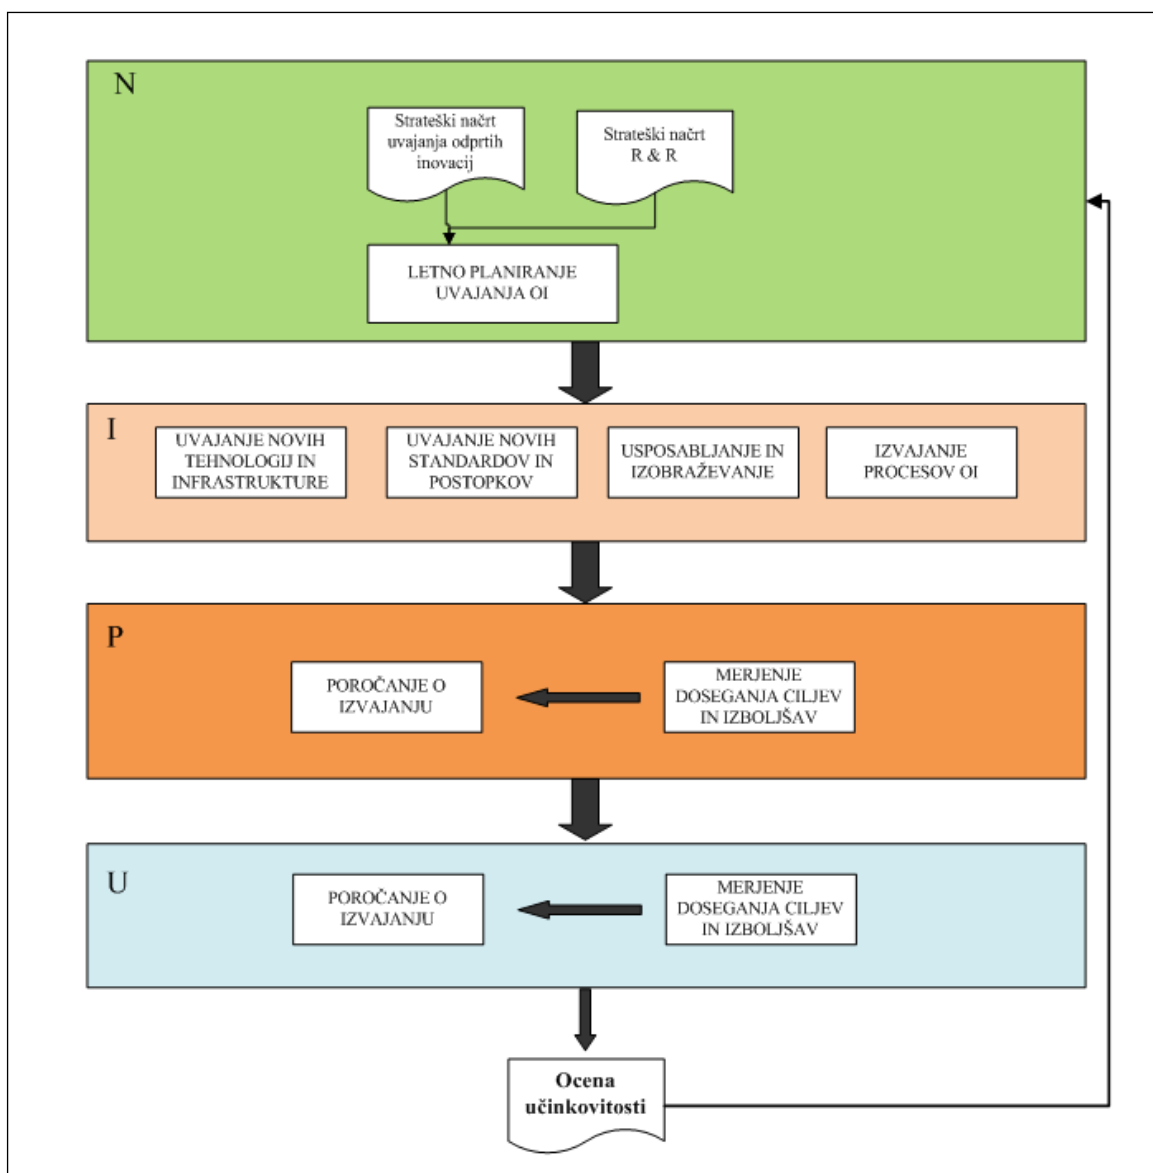 N
Strateški načrt
uvajanja odprtih
inovacij
Strateški načrt
R & R
LETNO PLANIRANJE
UVAJANJA OI
I
UVAJANJE NOVIH
TEHNOLOGIJ IN
INFRASTRUKTURE
UVAJANJE NOVIH
STANDARDOV IN
POSTOPKOV
USPOSABLJANJE IN
IZOBRAŽEVANJE
IZVAJANJE
PROCESOV OI
P
POROČANJE O
IZVAJANJU
MERJENJE
DOSEGANJA CILJEV
IN IZBOLJŠAV
U
POROČANJE O
IZVAJANJU
MERJENJE
DOSEGANJA CILJEV
IN IZBOLJŠAV
Ocena
učinkovitosti